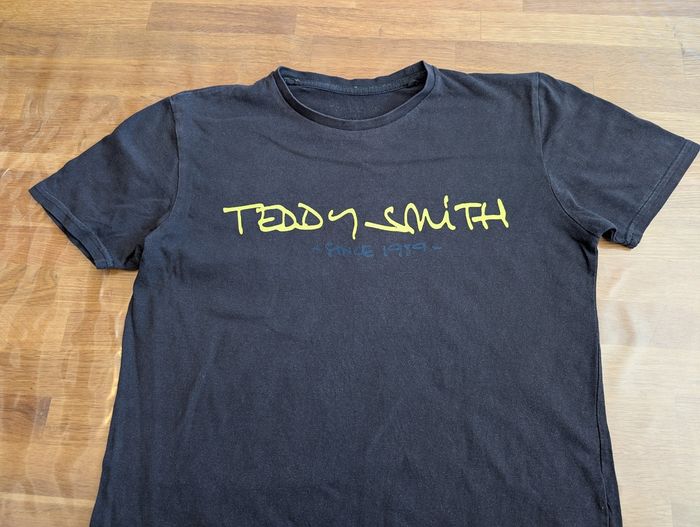 TEDDY SMiTH
- SINCE 1989 -